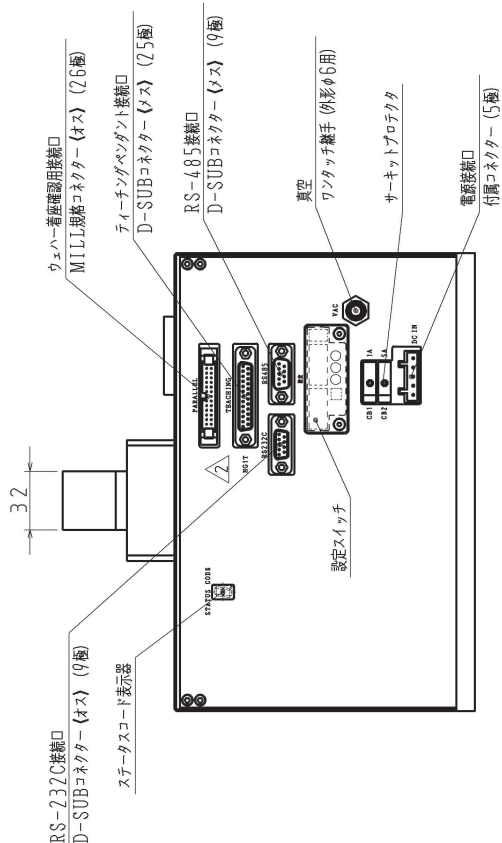 RS-232C接続口
D-SUBコネクター《オス》 (9極)
ステータスコード表示器
32
ウェハー着座確認用接続口
MILL規格コネクター《オス》 (26極)
ティーチングペンダント接続口
D-SUBコネクター《メス》 (25極)
RS-485接続口
D-SUBコネクター《メス》 (9極)
真空
ワンタッチ継手 (外形φ6用)
サーキットプロテクタ
電源接続口
付属コネクター (5極)
設定スイッチ
STATUS CODE
PARALLEL
TEACHING
2
RS232C
RS485
VAC
CB1
1A
CB2
5A
DC IN